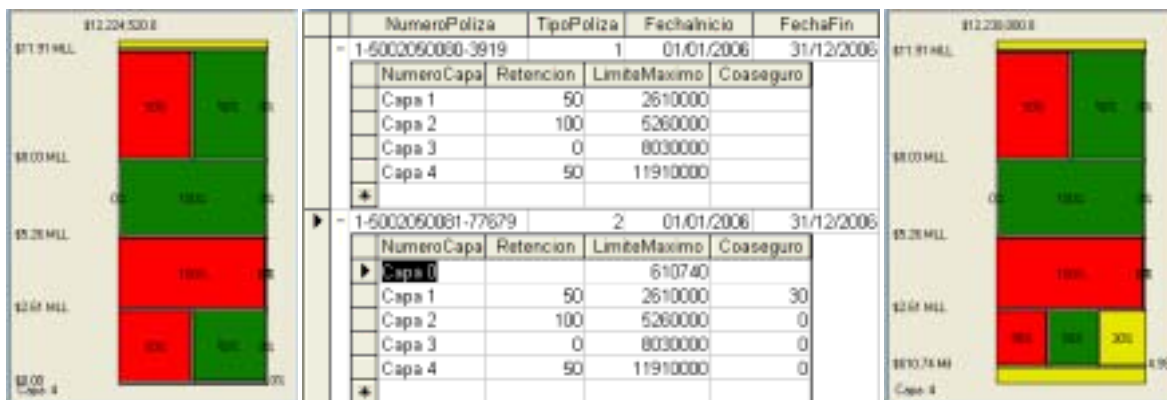 $12.224.520.0
$11.91 MLL
50%
50%
$8.03 MLL
100%
$5.26 MLL
100%
$2.61 MLL
50%
50%
$0.00
0%
Capa 4
NumeroPoliza TipoPoliza FechaInicio FechaFin
- 1-5002050080-3919 1 01/01/2006 31/12/2006
NumeroCapa Retencion LimiteMaximo Coaseguro
Capa 1 50 2610000
Capa 2 100 5260000
Capa 3 0 8030000
Capa 4 50 11910000
- 1-5002050081-77679 2 01/01/2006 31/12/2006
NumeroCapa Retencion LimiteMaximo Coaseguro
Capa 0 610740
Capa 1 50 2610000 30
Capa 2 100 5260000 0
Capa 3 0 8030000 0
Capa 4 50 11910000 0
$11.91 MLL
50%
50%
$8.03 MLL
100%
$5.26 MLL
100%
$2.61 MLL
30%
$610.74 Mil
Capa 4